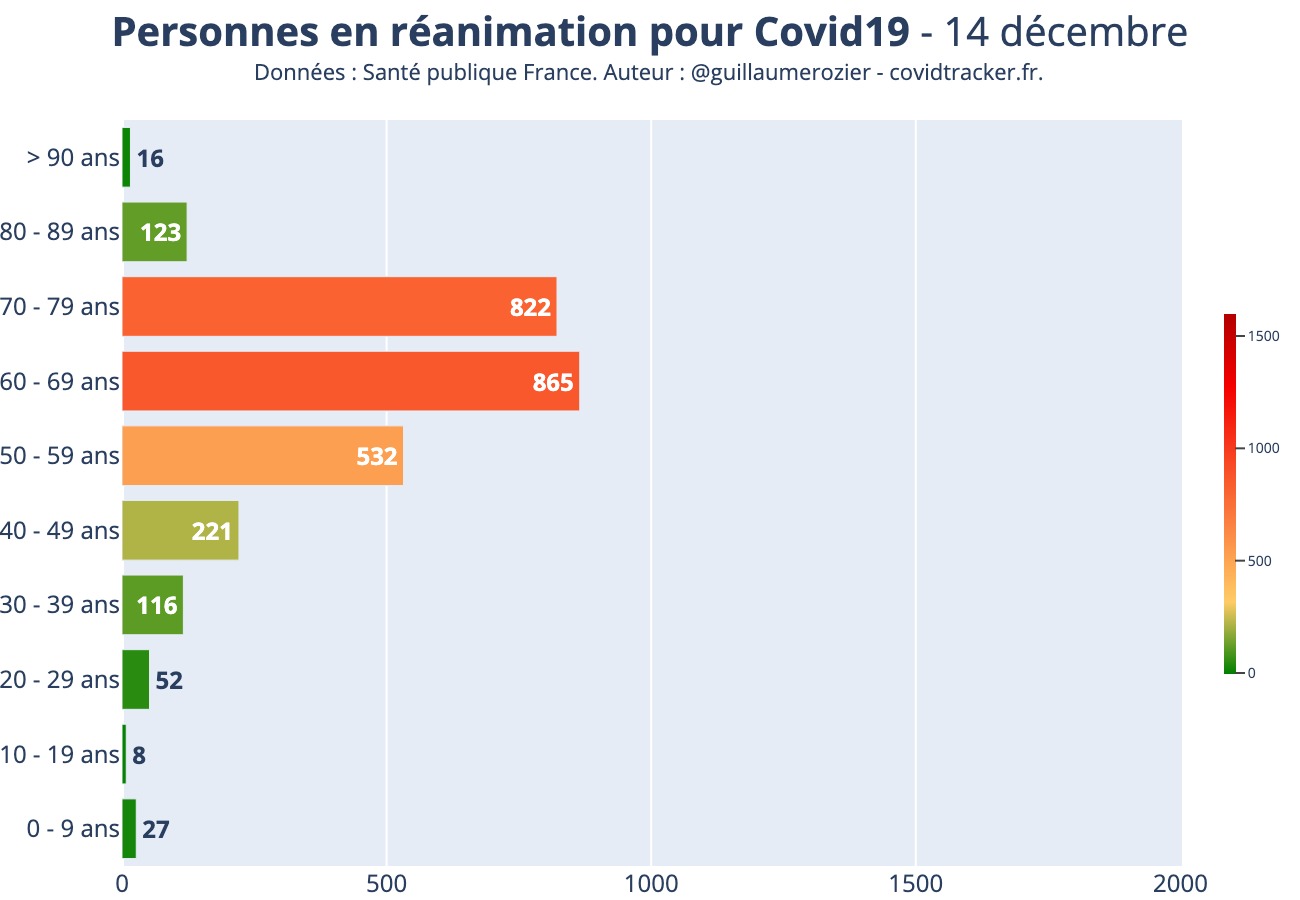 Personnes en réanimation pour Covid19 - 14 décembre
Données : Santé publique France. Auteur : @guillaumerozier - covidtracker.fr.
> 90 ans 16
80 - 89 ans 123
70 - 79 ans 822
60 - 69 ans 865
50 - 59 ans 532
40 - 49 ans 221
30 - 39 ans 116
20 - 29 ans 52
10 - 19 ans 8
0 - 9 ans 27
0 500 1000 1500 2000
1500
1000
500
0